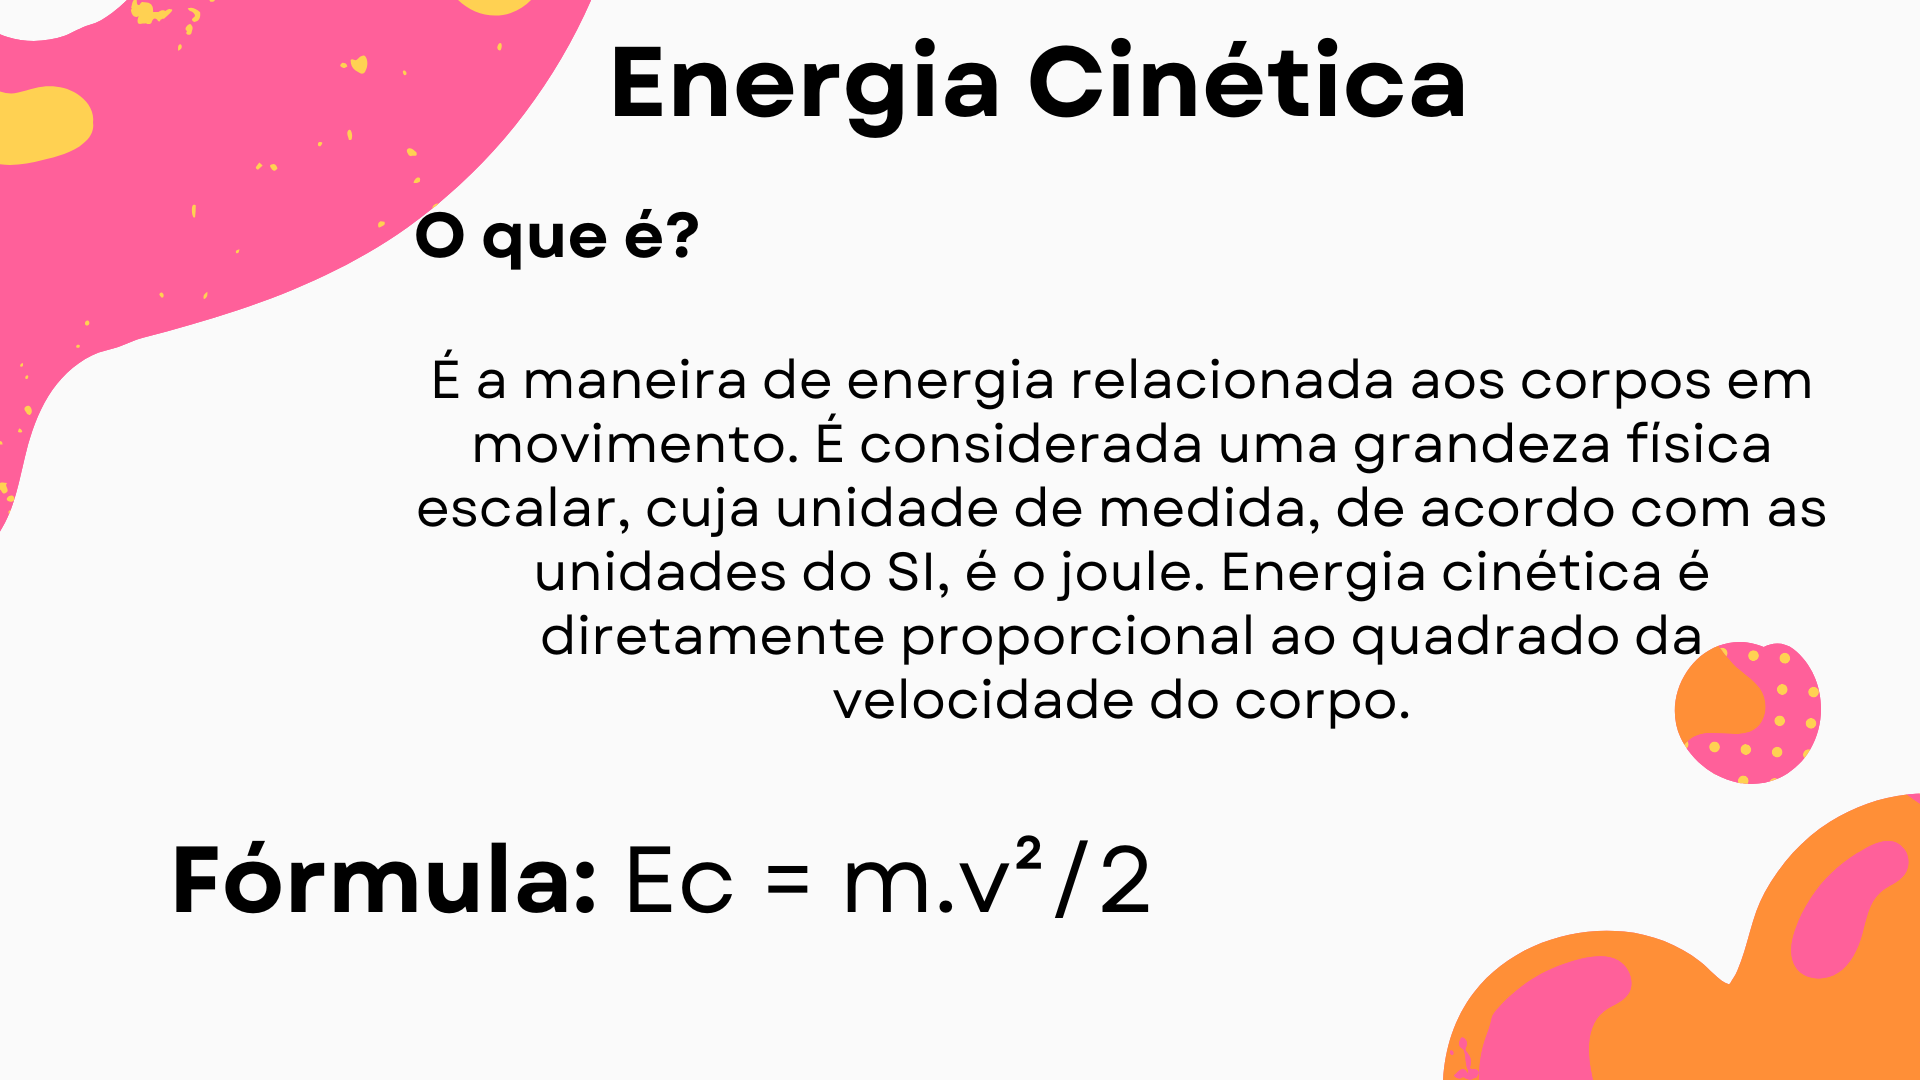 Energia Cinética
O que é?
É a maneira de energia relacionada aos corpos em
movimento. É considerada uma grandeza física
escalar, cuja unidade de medida, de acordo com as
unidades do SI, é o joule. Energia cinética é
diretamente proporcional ao quadrado da
velocidade do corpo.
Fórmula: Ec = m.v²/2